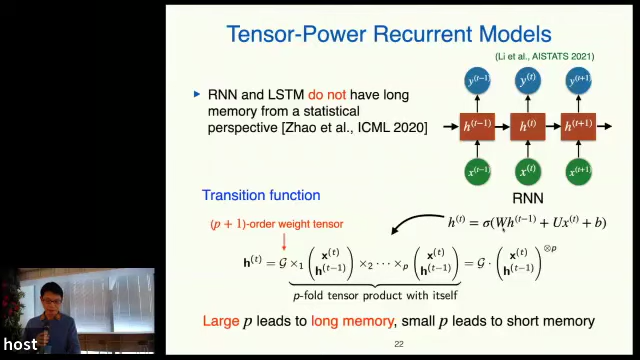 Tensor-Power Recurrent Models
(Li et al., AISTATS 2021)
RNN and LSTM do not have long
memory from a statistical
perspective [Zhao et al., ICML 2020]
y^(t-1) y^(t) y^(t+1)
h^(t-1) h^(t) h^(t+1)
x^(t-1) x^(t) x^(t+1)
RNN
Transition function
(p + 1)-order weight tensor
h^(t) = σ(Wh^(t-1) + Ux^(t) + b)
h^(t) = 𝒢 ×₁ (x^(t) h^(t-1)) ×₂ ⋯ ×ₚ (x^(t) h^(t-1)) = 𝒢 · (x^(t) h^(t-1))^⊗p
p-fold tensor product with itself
Large p leads to long memory, small p leads to short memory
host
22